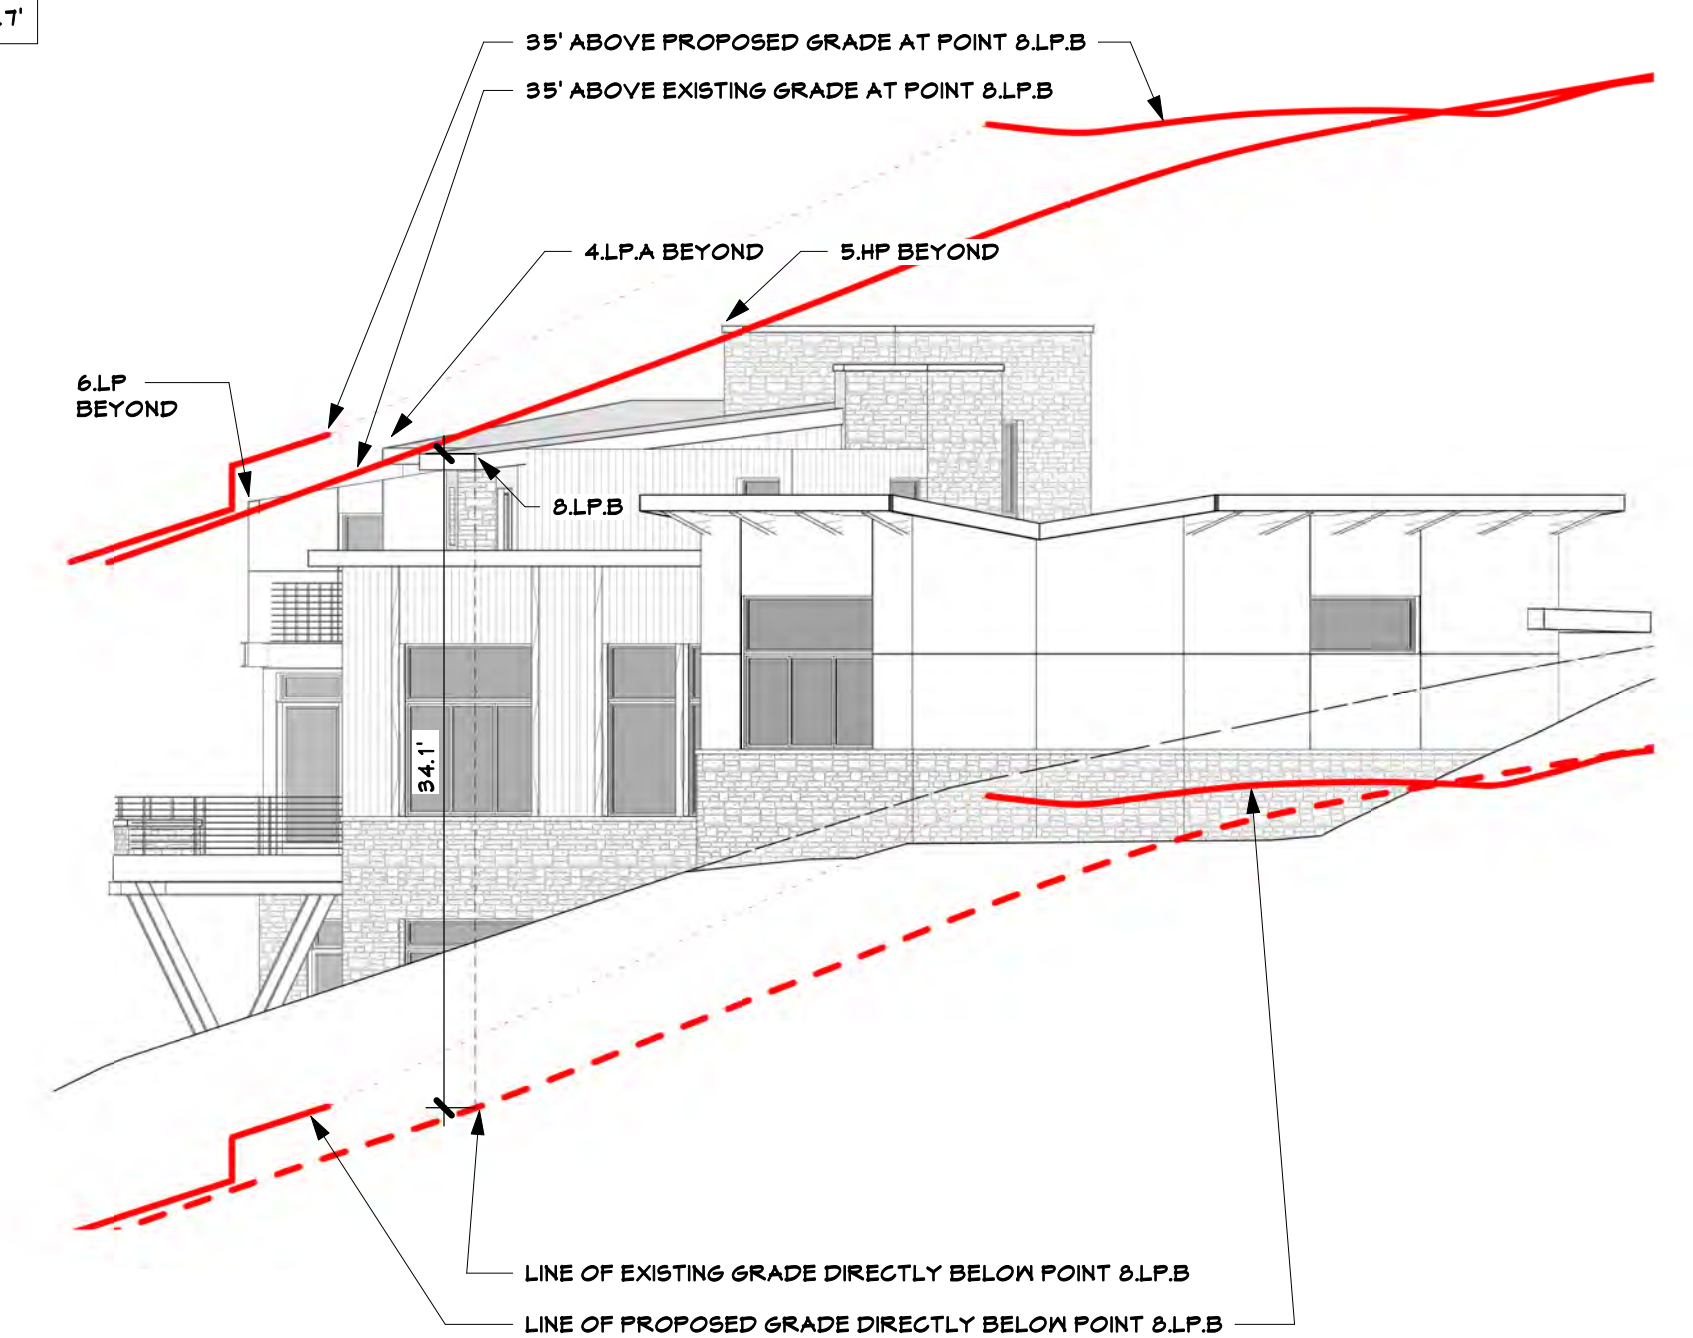 .7'
35' ABOVE PROPOSED GRADE AT POINT 8.LP.B
35' ABOVE EXISTING GRADE AT POINT 8.LP.B
4.LP.A BEYOND
5.HP BEYOND
6.LP
BEYOND
8.LP.B
34.1'
LINE OF EXISTING GRADE DIRECTLY BELOW POINT 8.LP.B
LINE OF PROPOSED GRADE DIRECTLY BELOW POINT 8.LP.B